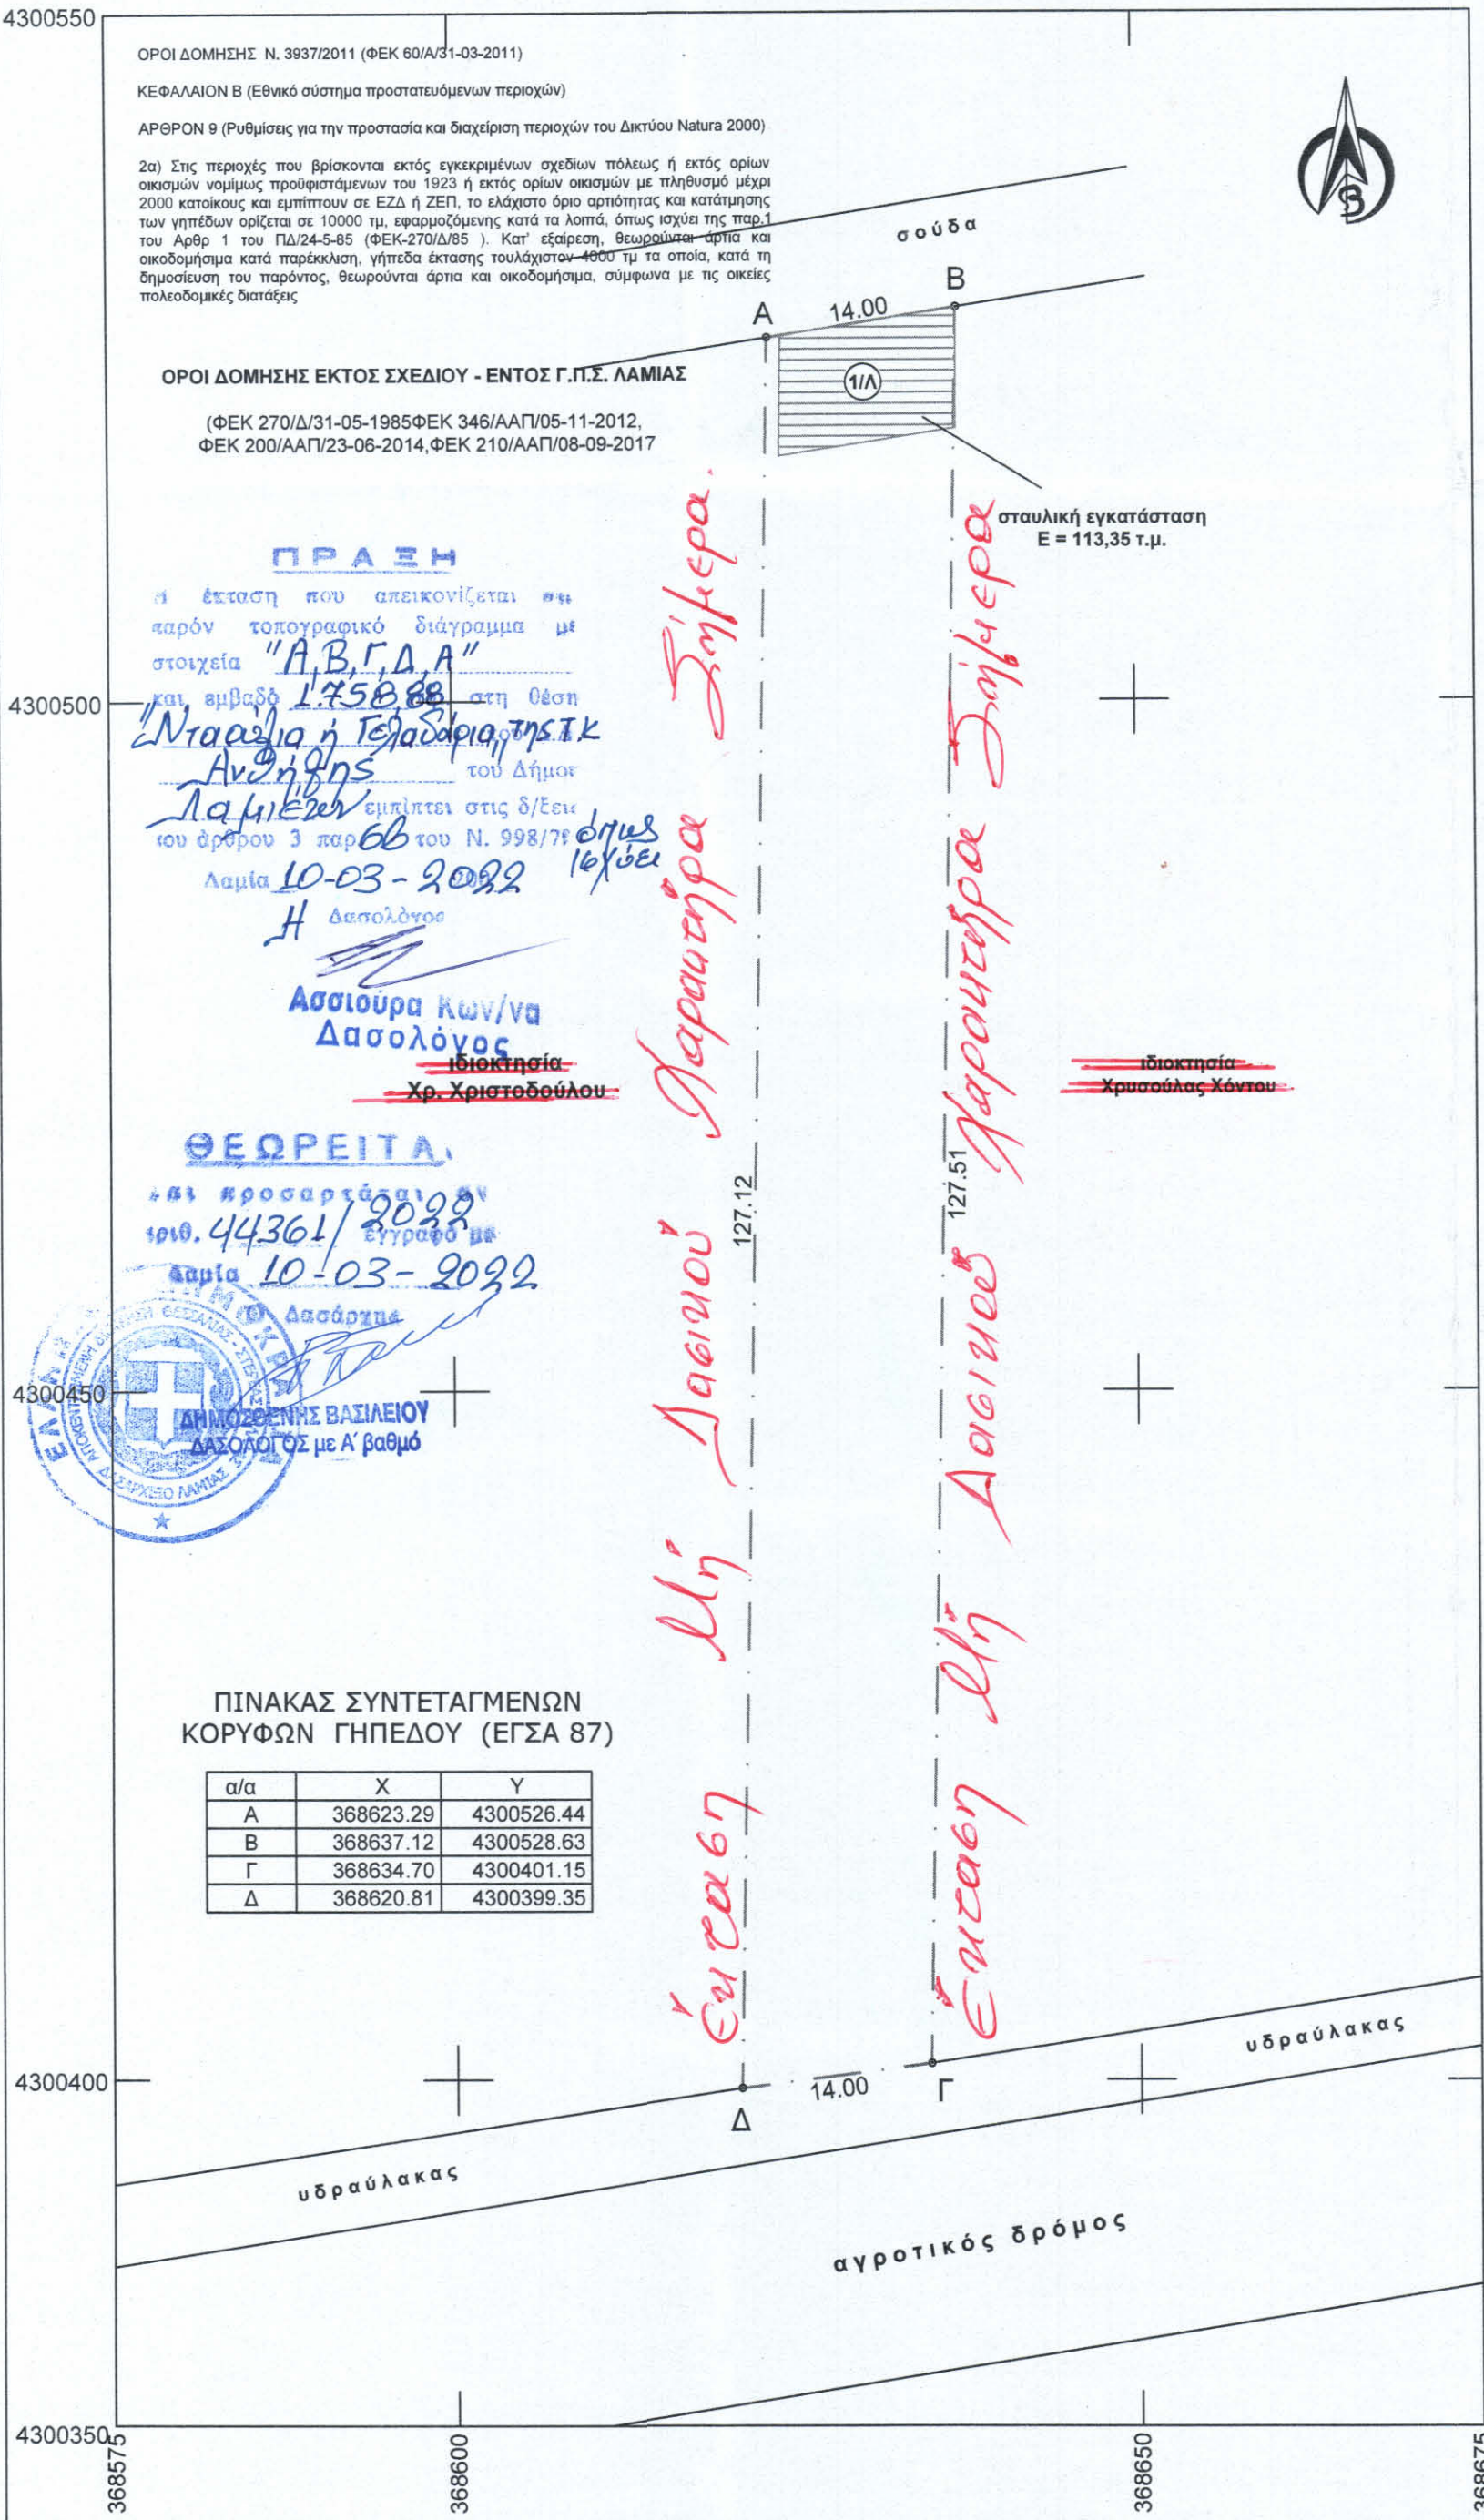 4300550
ΟΡΟΙ ΔΟΜΗΣΗΣ Ν. 3937/2011 (ΦΕΚ 60/Α/31-03-2011)
ΚΕΦΑΛΑΙΟΝ Β (Εθνικό σύστημα προστατευόμενων περιοχών)
ΑΡΘΡΟΝ 9 (Ρυθμίσεις για την προστασία και διαχείριση περιοχών του Δικτύου Natura 2000)
2α) Στις περιοχές που βρίσκονται εκτός εγκεκριμένων σχεδίων πόλεως ή εκτός ορίων
οικισμών νομίμως προϋφιστάμενων του 1923 ή εκτός ορίων οικισμών με πληθυσμό μέχρι
2000 κατοίκους και εμπίπτουν σε ΕΖΔ ή ΖΕΠ, το ελάχιστο όριο αρτιότητας και κατάτμησης
των γηπέδων ορίζεται σε 10000 τμ, εφαρμοζόμενης κατά τα λοιπά, όπως ισχύει της παρ.1
του Αρθρ 1 του ΠΔ/24-5-85 (ΦΕΚ-270/Δ/85 ). Κατ' εξαίρεση, θεωρούνται άρτια και
οικοδομήσιμα κατά παρέκκλιση, γήπεδα έκτασης τουλάχιστον 4000 τμ τα οποία, κατά τη
δημοσίευση του παρόντος, θεωρούνται άρτια και οικοδομήσιμα, σύμφωνα με τις οικείες
πολεοδομικές διατάξεις
Β
σούδα
Α
14.00
Β
1/Λ
ΟΡΟΙ ΔΟΜΗΣΗΣ ΕΚΤΟΣ ΣΧΕΔΙΟΥ - ΕΝΤΟΣ Γ.Π.Σ. ΛΑΜΙΑΣ
(ΦΕΚ 270/Δ/31-05-1985ΦΕΚ 346/ΑΑΠ/05-11-2012,
ΦΕΚ 200/ΑΑΠ/23-06-2014,ΦΕΚ 210/ΑΑΠ/08-09-2017
σταυλική εγκατάσταση
Ε = 113,35 τ.μ.
ΠΡΑΞΗ
έκταση που απεικονίζεται
παρόν τοπογραφικό διάγραμμα με
στοιχεία "Α,Β,Γ,Δ,Α"
και εμβαδό 1.758,88 στη θέση
"Νταούλια ή Γελαδάρια" της Τ.Κ
Ανθήλης του Δήμου
Λαμιέων εμπίπτει στις δ/ξεις
του άρθρου 3 παρ 6β του Ν. 998/79 όπως
ισχύει
Λαμία 10-03-2022
Η Δασολόγος
Ασσιούρα Κων/να
Δασολόγος
4300500
ιδιοκτησία
Χρ. Χριστοδούλου
ιδιοκτησία
Χρυσούλας Χόντου
ΘΕΩΡΕΙΤΑΙ
και προσαρτάται
αριθ. 44361/2022 έγγραφό μας
Λαμία 10-03-2022
Ο Δασάρχης
ΔΗΜΟΣΘΕΝΗΣ ΒΑΣΙΛΕΙΟΥ
ΔΑΣΟΛΟΓΟΣ με Α΄ βαθμό
ΔΑΣΑΡΧΕΙΟ ΛΑΜΙΑΣ
4300450
Έκταση Μή Δασικού Χαρακτήρα Σήμερα.
127.12
127.51
Έκταση Μή Δασικού Χαρακτήρα Σήμερα
ΠΙΝΑΚΑΣ ΣΥΝΤΕΤΑΓΜΕΝΩΝ
ΚΟΡΥΦΩΝ ΓΗΠΕΔΟΥ (ΕΓΣΑ 87)
α/α Χ Υ
Α 368623.29 4300526.44
Β 368637.12 4300528.63
Γ 368634.70 4300401.15
Δ 368620.81 4300399.35
4300400
Δ
14.00
Γ
υδραύλακας
υδραύλακας
αγροτικός δρόμος
4300350
368575
368600
368650
368675